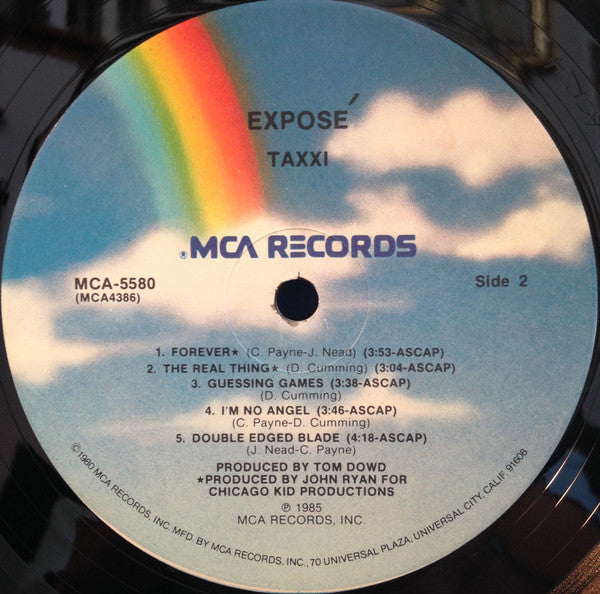 EXPOSÉ
TAXXI
®MCA RECORDS
MCA-5580
(MCA4386)
Side 2
1. FOREVER★ (C. Payne-J. Nead) (3:53-ASCAP)
2. THE REAL THING★ (D. Cumming) (3:04-ASCAP)
3. GUESSING GAMES (3:38-ASCAP)
(D. Cumming)
4. I'M NO ANGEL (3:46-ASCAP)
(C. Payne-D. Cumming)
5. DOUBLE EDGED BLADE (4:18-ASCAP)
(J. Nead-C. Payne)
PRODUCED BY TOM DOWD
★PRODUCED BY JOHN RYAN FOR
CHICAGO KID PRODUCTIONS
℗ 1985
MCA RECORDS, INC.
©1980 MCA RECORDS, INC. MFD. BY MCA RECORDS, INC., 70 UNIVERSAL PLAZA, UNIVERSAL CITY, CALIF. 91608